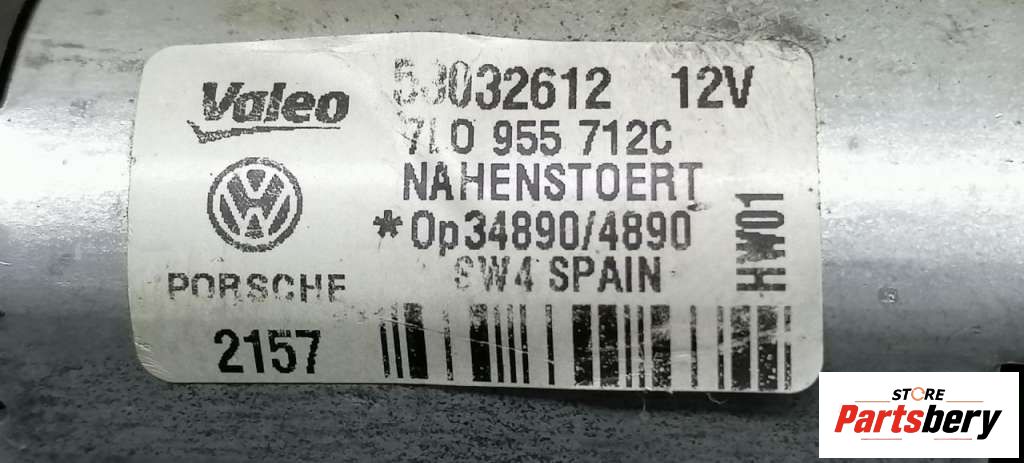 Valeo
53032612 12V
7L0 955 712C
NAHENSTOERT
*Op34890/4890
SW4 SPAIN
HW01
PORSCHE
2157
STORE
Partsbery